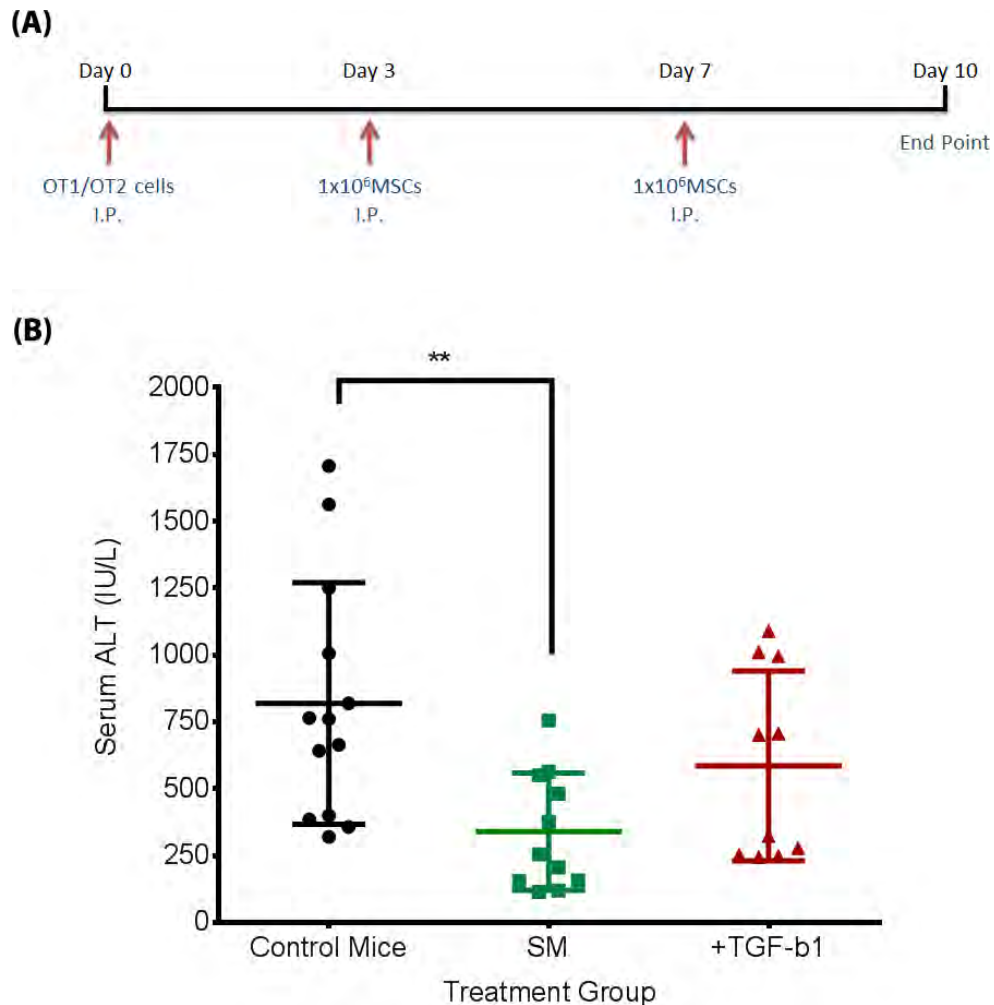 (A)
Day 0 Day 3 Day 7 Day 10
End Point
OT1/OT2 cells 1x10⁶MSCs 1x10⁶MSCs
I.P. I.P. I.P.
(B)
**
2000
1750
1500
1250
1000
750
500
250
0
Serum ALT (IU/L)
Control Mice SM +TGF-b1
Treatment Group